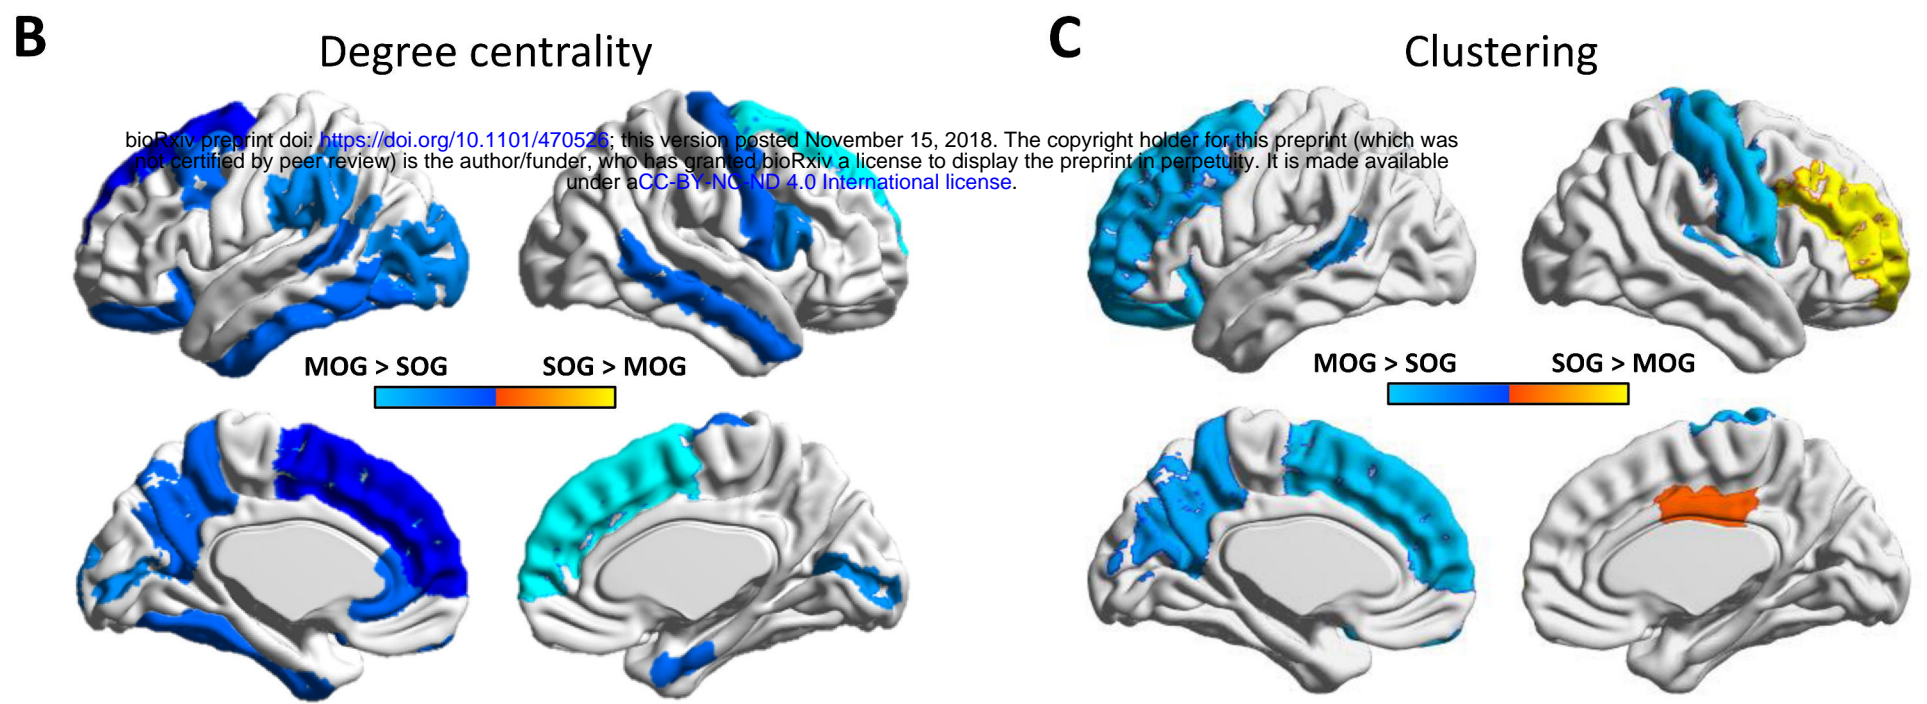 B
Degree centrality
C
Clustering
bioRxiv preprint doi: https://doi.org/10.1101/470526; this version posted November 15, 2018. The copyright holder for this preprint (which was
not certified by peer review) is the author/funder, who has granted bioRxiv a license to display the preprint in perpetuity. It is made available
under aCC-BY-NC-ND 4.0 International license.
MOG > SOG
SOG > MOG
MOG > SOG
SOG > MOG